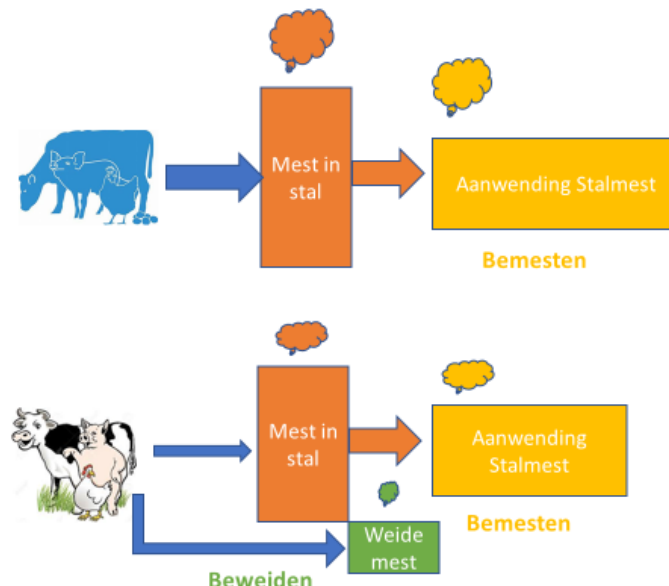 Mest in
stal
Aanwending Stalmest
Bemesten
Mest in
stal
Aanwending
Stalmest
Weide
mest
Bemesten
Beweiden